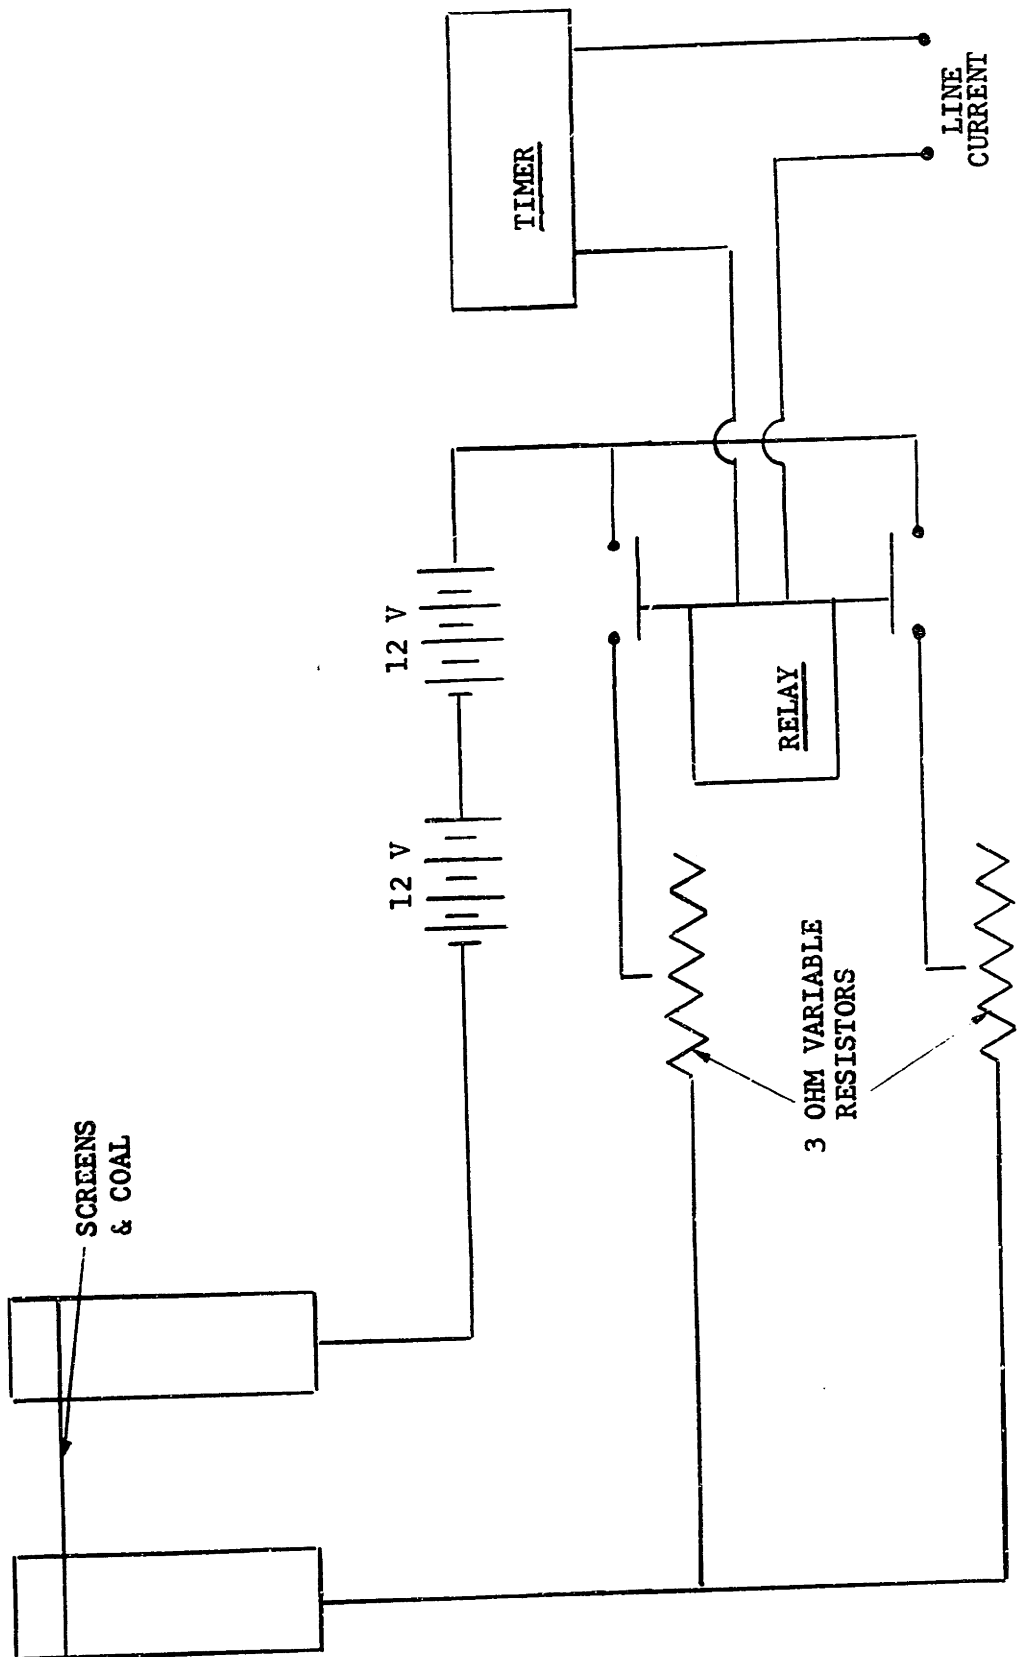 SCREENS
& COAL
12 V
12 V
TIMER
LINE
CURRENT
RELAY
3 OHM VARIABLE
RESISTORS